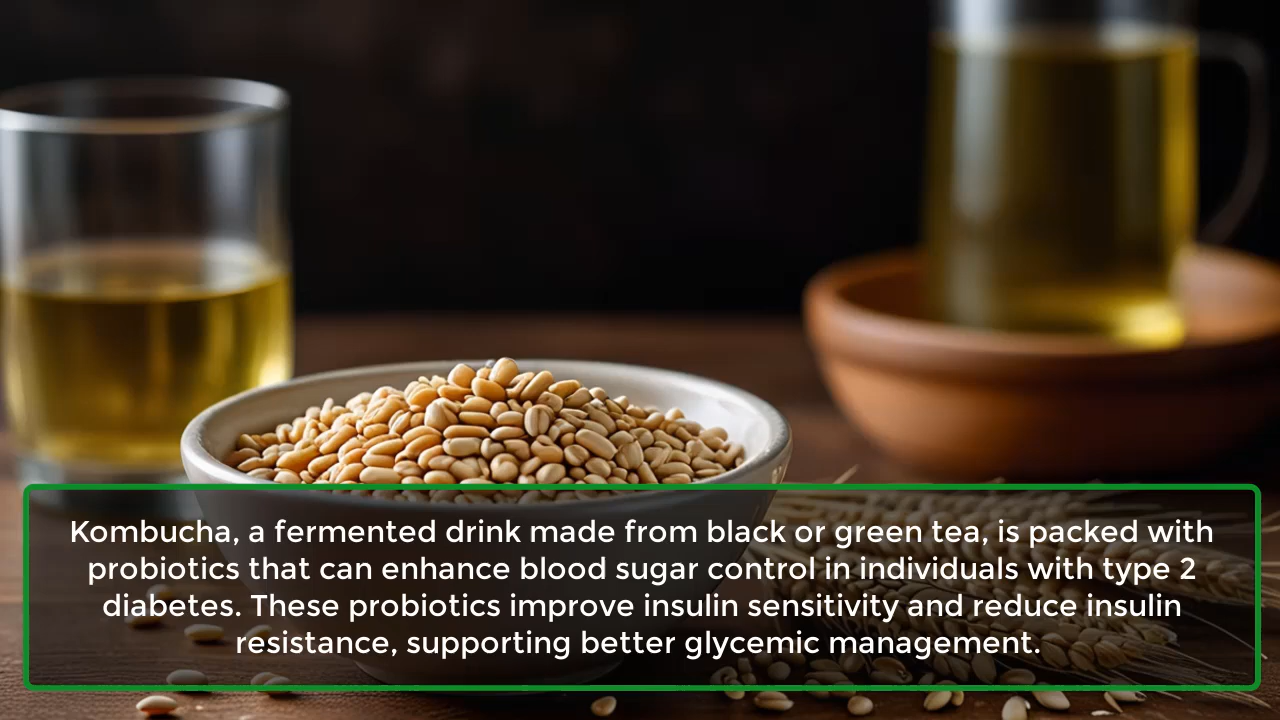 Kombucha, a fermented drink made from black or green tea, is packed with
probiotics that can enhance blood sugar control in individuals with type 2
diabetes. These probiotics improve insulin sensitivity and reduce insulin
resistance, supporting better glycemic management.